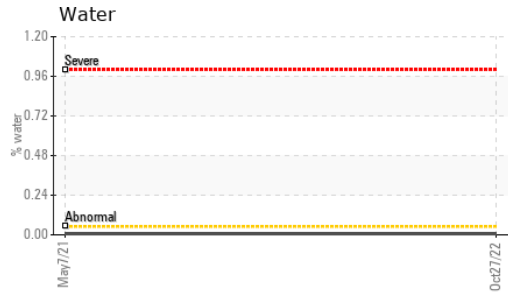 Water
1.20
0.96
0.72
0.48
0.24
0.00
% water
Severe
Abnormal
May7/21
Oct27/22